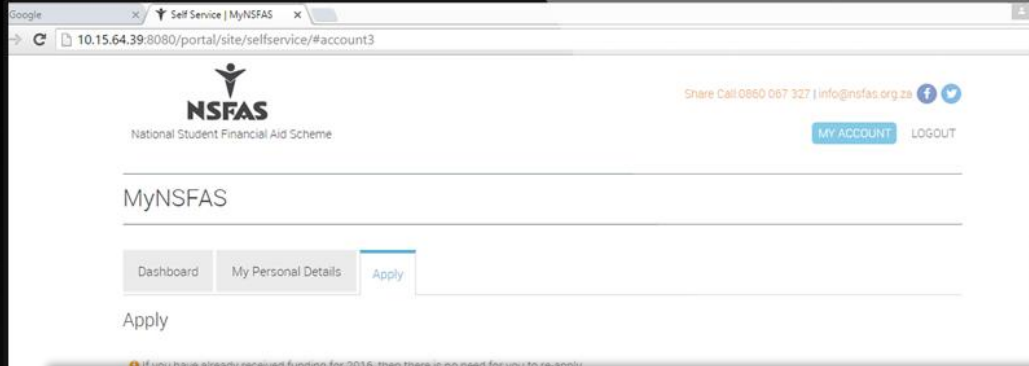 Google
Self Service | MyNSFAS
10.15.64.39:8080/portal/site/selfservice/#account3
NSFAS
National Student Financial Aid Scheme
Share Call:0860 067 327 | info@nsfas.org.za
MY ACCOUNT LOGOUT
MyNSFAS
Dashboard My Personal Details Apply
Apply
If you have already received funding for 2016, then there is no need for you to re-apply